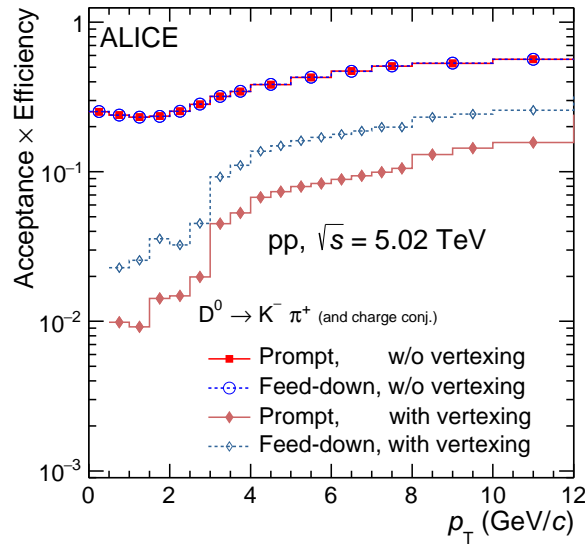 ALICE
Acceptance × Efficiency
1
10⁻¹
10⁻²
10⁻³
pp, √s = 5.02 TeV
D⁰ → K⁻ π⁺ (and charge conj.)
Prompt, w/o vertexing
Feed-down, w/o vertexing
Prompt, with vertexing
Feed-down, with vertexing
0 2 4 6 8 10 12
p_T (GeV/c)